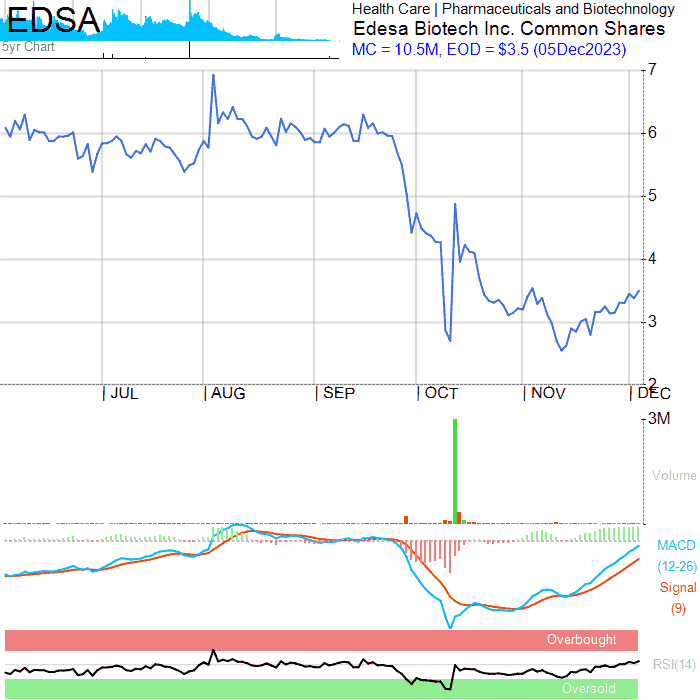 EDSA
5yr Chart
Health Care | Pharmaceuticals and Biotechnology
Edesa Biotech Inc. Common Shares
MC = 10.5M, EOD = $3.5 (05Dec2023)
7
6
5
4
3
2
|JUL |AUG |SEP |OCT |NOV |DEC
3M
Volume
MACD
(12-26)
Signal
(9)
Overbought
RSI(14)
Oversold